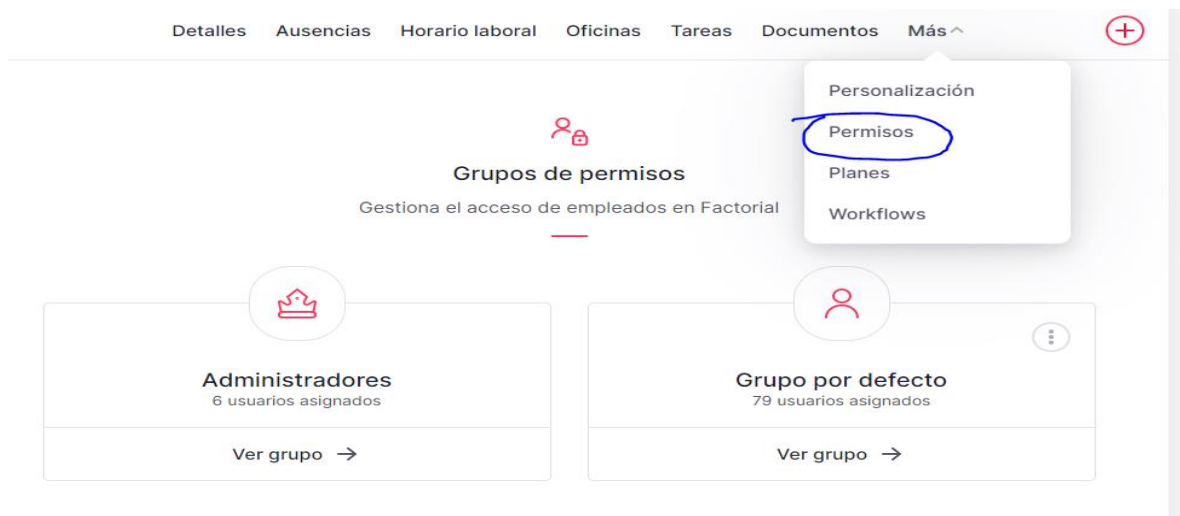 Detalles Ausencias Horario laboral Oficinas Tareas Documentos Más
Personalización
Permisos
Planes
Workflows
Grupos de permisos
Gestiona el acceso de empleados en Factorial
Administradores
6 usuarios asignados
Ver grupo →
Grupo por defecto
79 usuarios asignados
Ver grupo →